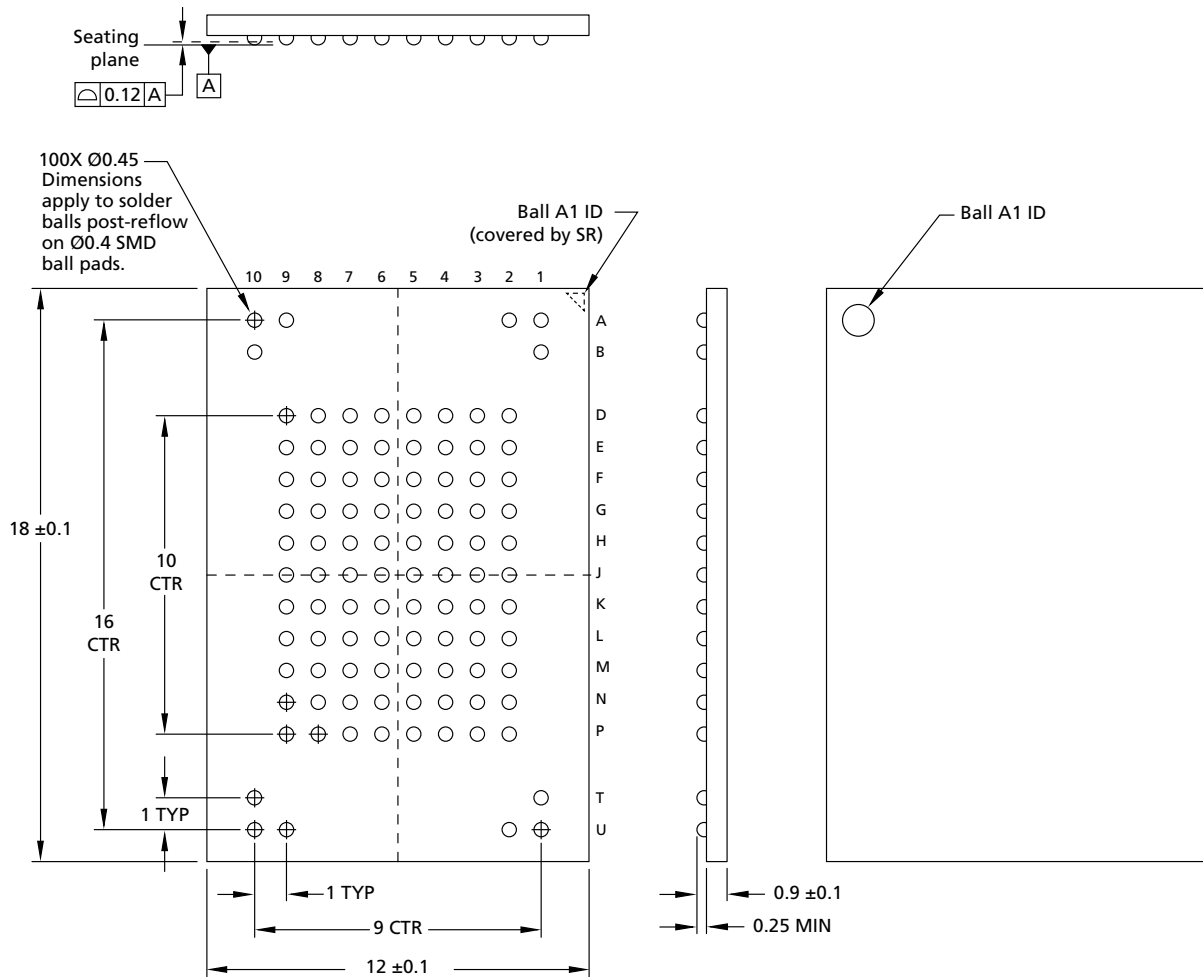 Seating
plane
0.12 A
A
100X Ø0.45
Dimensions
apply to solder
balls post-reflow
on Ø0.4 SMD
ball pads.
Ball A1 ID
(covered by SR)
Ball A1 ID
10 9 8 7 6 5 4 3 2 1
A
B
D
E
F
G
H
J
K
L
M
N
P
T
U
18 ±0.1
16
CTR
10
CTR
1 TYP
1 TYP
9 CTR
12 ±0.1
0.9 ±0.1
0.25 MIN